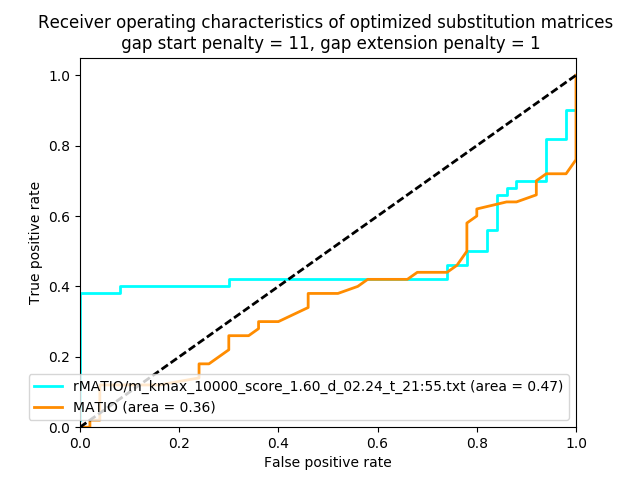 Receiver operating characteristics of optimized substitution matrices
gap start penalty = 11, gap extension penalty = 1
True positive rate
1.0
0.8
0.6
0.4
0.2
0.0
rMATIO/m_kmax_10000_score_1.60_d_02.24_t_21:55.txt (area = 0.47)
MATIO (area = 0.36)
0.0 0.2 0.4 0.6 0.8 1.0
False positive rate